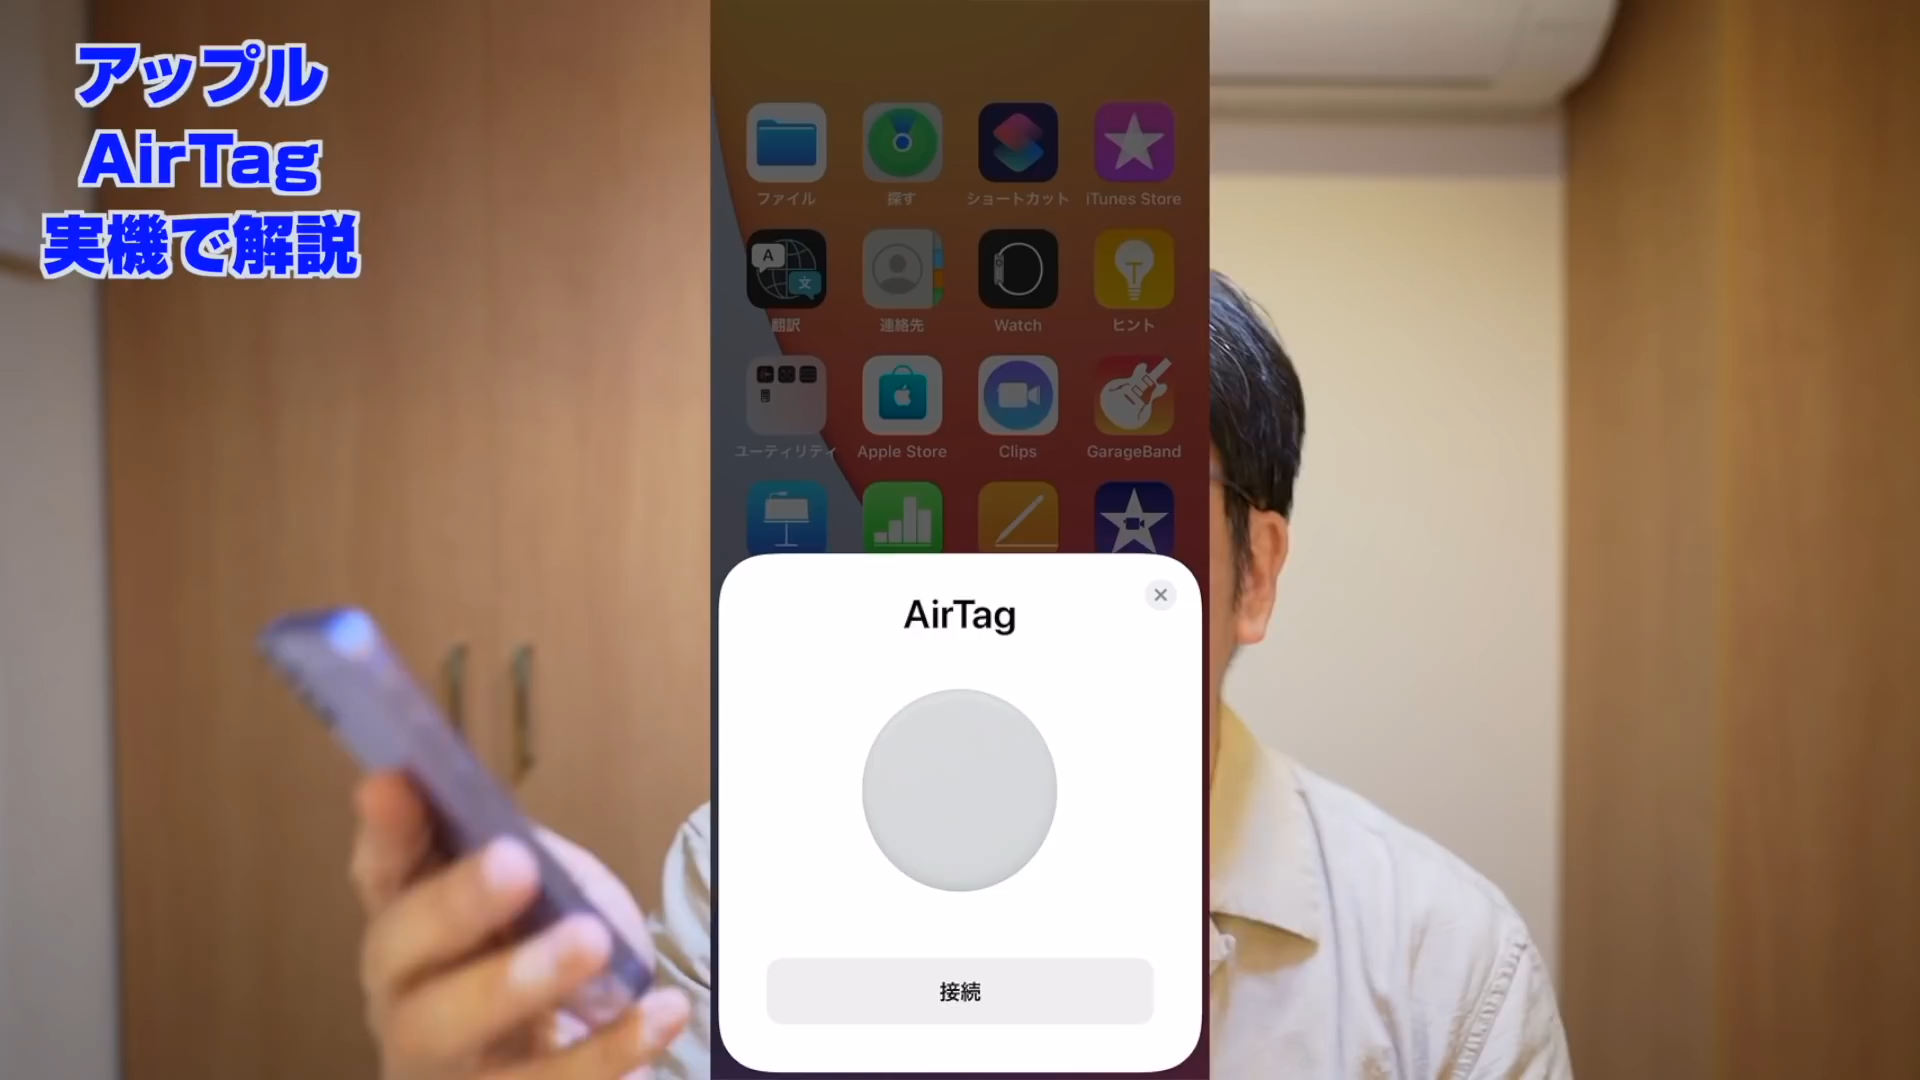 アップル
AirTag
実機で解説
ファイル
探す
ショートカット
iTunes Store
翻訳
連絡先
Watch
ヒント
ユーティリティ
Apple Store
Clips
GarageBand
AirTag
接続